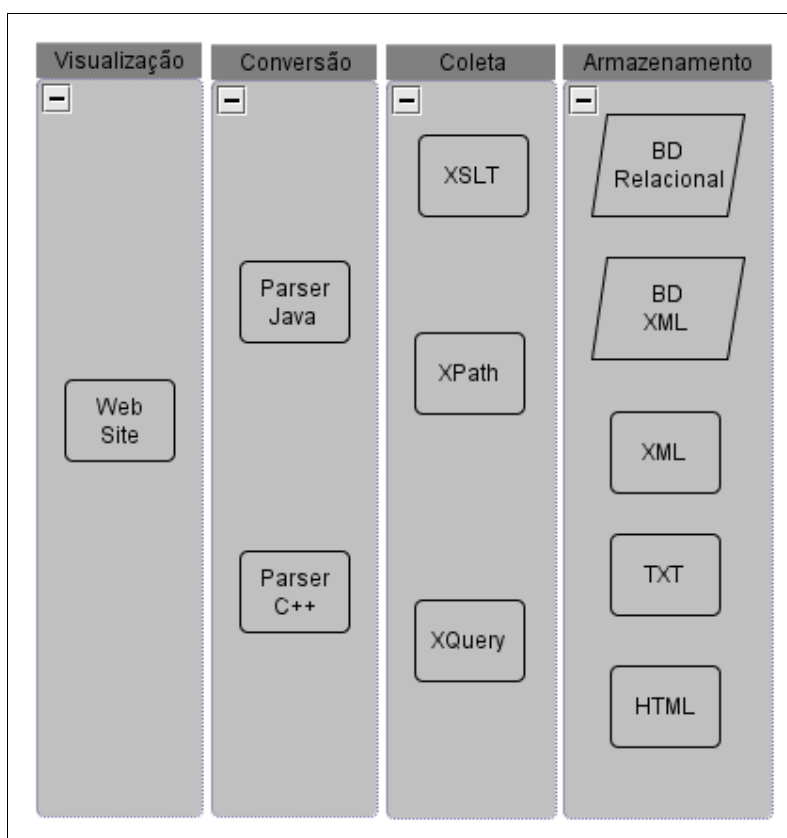 Visualização
Conversão
Coleta
Armazenamento
Web
Site
Parser
Java
Parser
C++
XSLT
XPath
XQuery
BD
Relacional
BD
XML
XML
TXT
HTML